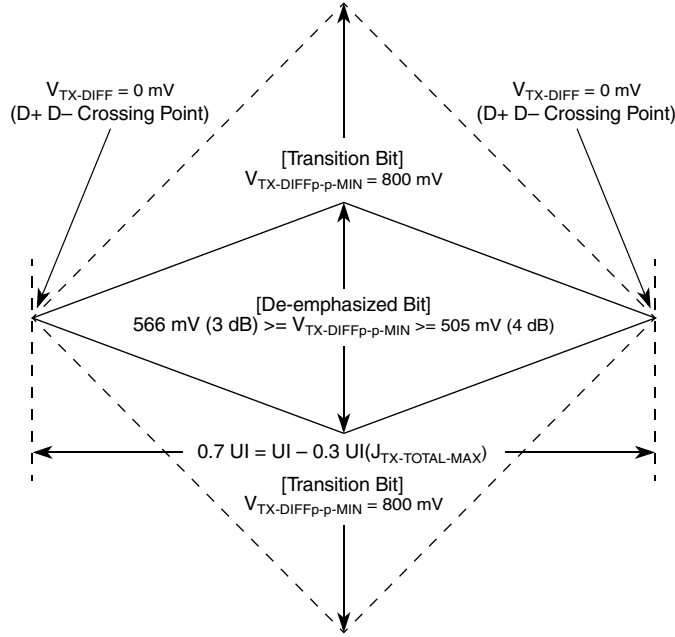 V_TX-DIFF = 0 mV
(D+ D– Crossing Point)
V_TX-DIFF = 0 mV
(D+ D– Crossing Point)
[Transition Bit]
V_TX-DIFFp-p-MIN = 800 mV
[De-emphasized Bit]
566 mV (3 dB) >= V_TX-DIFFp-p-MIN >= 505 mV (4 dB)
0.7 UI = UI – 0.3 UI(J_TX-TOTAL-MAX)
[Transition Bit]
V_TX-DIFFp-p-MIN = 800 mV